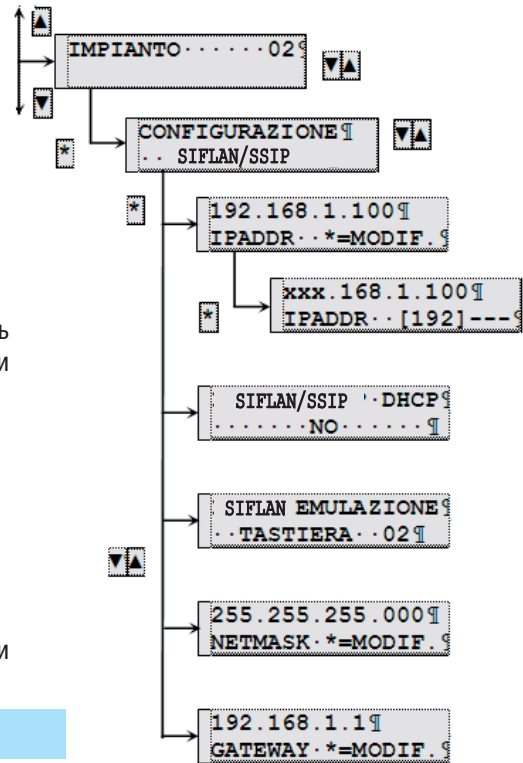 ▲
IMPIANTO······02¶
▼▲
▼
*
CONFIGURAZIONE¶
·· SIFLAN/SSIP
▼▲
*
192.168.1.100¶
IPADDR··*=MODIF.¶
*
xxx.168.1.100¶
IPADDR··[192]---¶
ь
и
SIFLAN/SSIP ··DHCP¶
·······NO······¶
SIFLAN EMULAZIONE¶
··TASTIERA··02¶
▼▲
255.255.255.000¶
NETMASK·*=MODIF.¶
и
192.168.1.1¶
GATEWAY·*=MODIF.¶